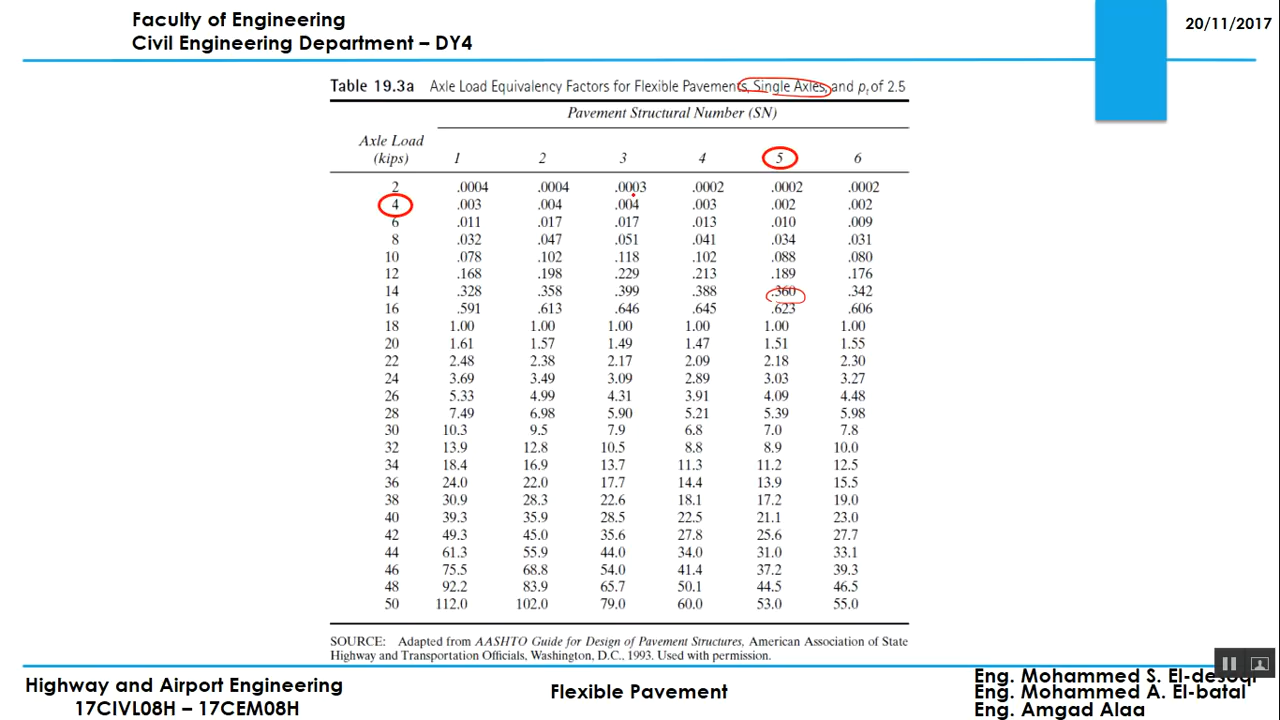 Faculty of Engineering
Civil Engineering Department – DY4
20/11/2017
Table 19.3a Axle Load Equivalency Factors for Flexible Pavements, Single Axles, and pt of 2.5
Pavement Structural Number (SN)
Axle Load
(kips) 1 2 3 4 5 6
2 .0004 .0004 .0003 .0002 .0002 .0002
4 .003 .004 .004 .003 .002 .002
6 .011 .017 .017 .013 .010 .009
8 .032 .047 .051 .041 .034 .031
10 .078 .102 .118 .102 .088 .080
12 .168 .198 .229 .213 .189 .176
14 .328 .358 .399 .388 .360 .342
16 .591 .613 .646 .645 .623 .606
18 1.00 1.00 1.00 1.00 1.00 1.00
20 1.61 1.57 1.49 1.47 1.51 1.55
22 2.48 2.38 2.17 2.09 2.18 2.30
24 3.69 3.49 3.09 2.89 3.03 3.27
26 5.33 4.99 4.31 3.91 4.09 4.48
28 7.49 6.98 5.90 5.21 5.39 5.98
30 10.3 9.5 7.9 6.8 7.0 7.8
32 13.9 12.8 10.5 8.8 8.9 10.0
34 18.4 16.9 13.7 11.3 11.2 12.5
36 24.0 22.0 17.7 14.4 13.9 15.5
38 30.9 28.3 22.6 18.1 17.2 19.0
40 39.3 35.9 28.5 22.5 21.1 23.0
42 49.3 45.0 35.6 27.8 25.6 27.7
44 61.3 55.9 44.0 34.0 31.0 33.1
46 75.5 68.8 54.0 41.4 37.2 39.3
48 92.2 83.9 65.7 50.1 44.5 46.5
50 112.0 102.0 79.0 60.0 53.0 55.0
SOURCE: Adapted from AASHTO Guide for Design of Pavement Structures, American Association of State
Highway and Transportation Officials, Washington, D.C., 1993. Used with permission.
Highway and Airport Engineering
17CIVL08H – 17CEM08H
Flexible Pavement
Eng. Mohammed S. El-desoqi
Eng. Mohammed A. El-batal
Eng. Amgad Alaa